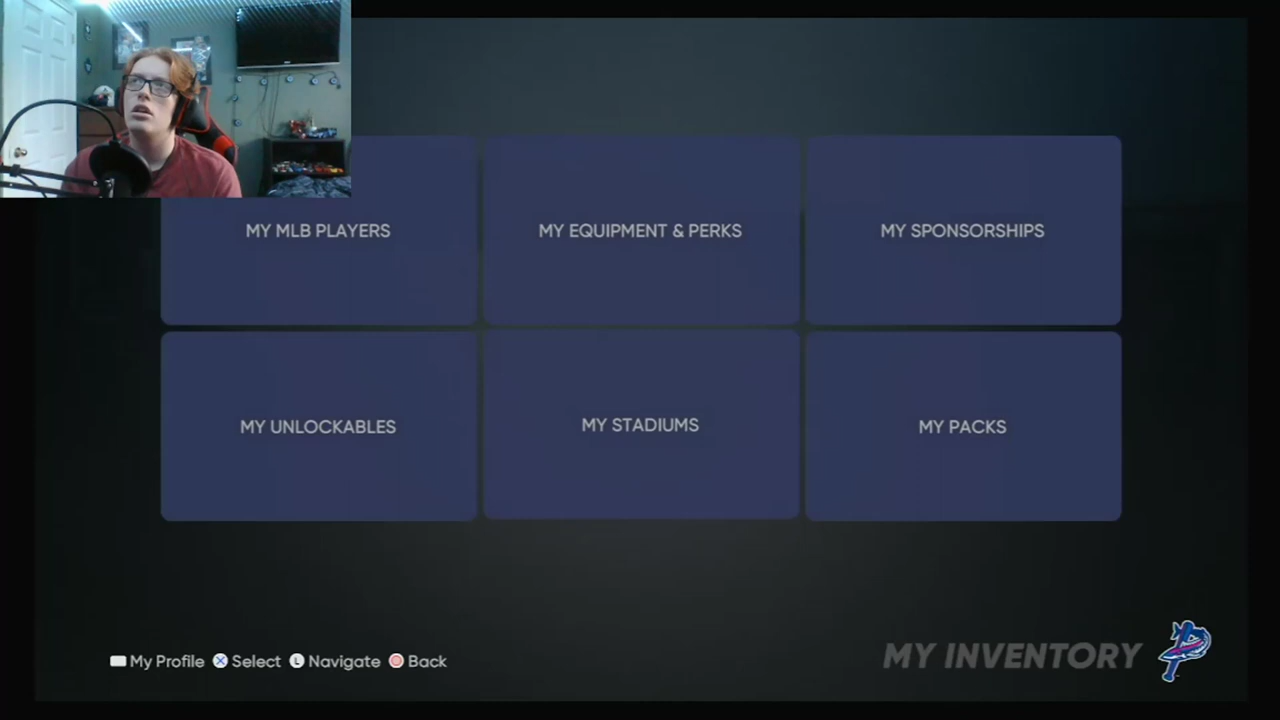 MY MLB PLAYERS
MY EQUIPMENT & PERKS
MY SPONSORSHIPS
MY UNLOCKABLES
MY STADIUMS
MY PACKS
My Profile Select L Navigate Back
MY INVENTORY